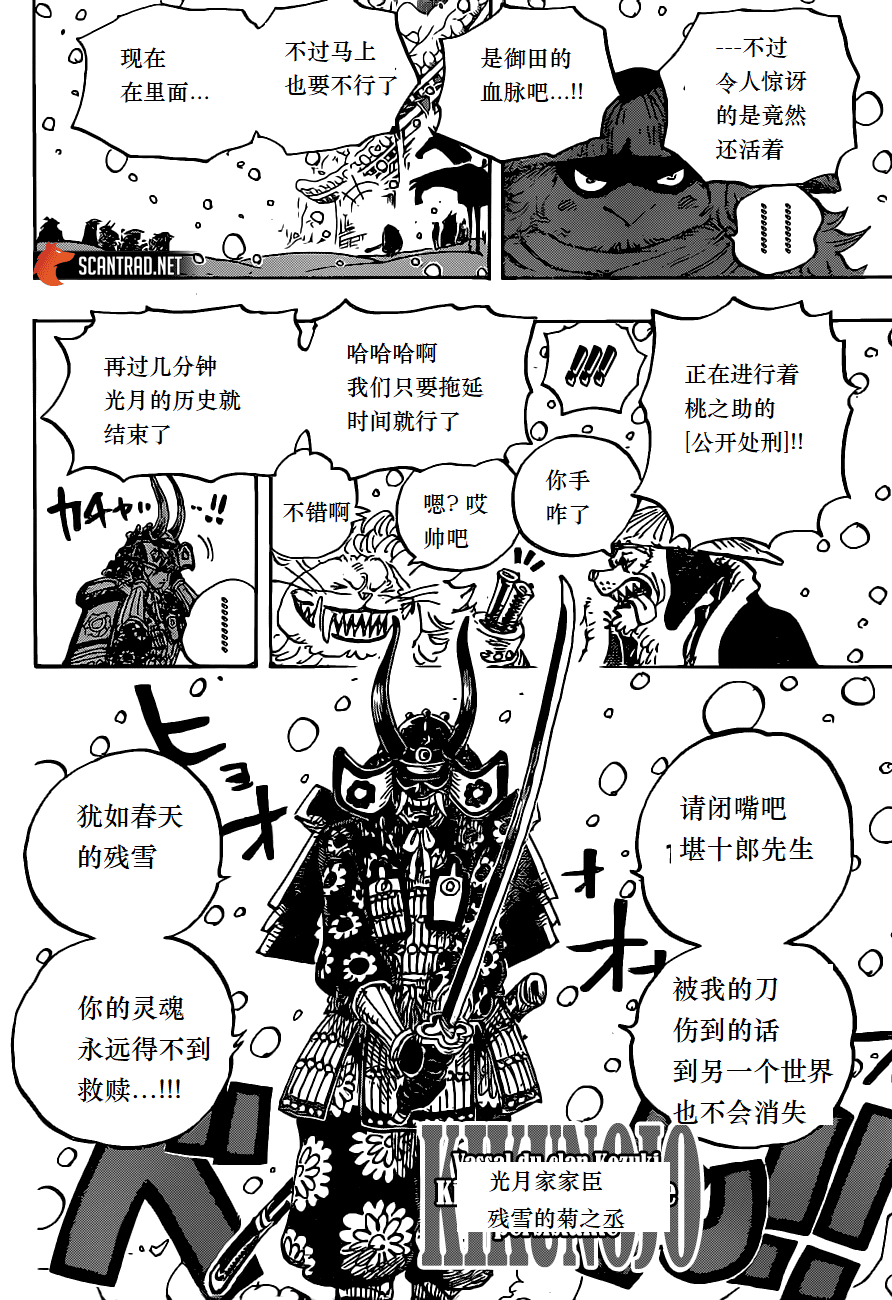 ---不过
令人惊讶
的是竟然
还活着
是御田的
血脉吧...!!
不过马上
也要不行了
现在
在里面...
SCANTRAD.NET
正在进行着
桃之助的
[公开处刑]!!
!!!
你手
咋了
嗯? 哎
帅吧
哈哈哈啊
我们只要拖延
时间就行了
不错啊
再过几分钟
光月的历史就
结束了
ガチャッ...!!
请闭嘴吧
堪十郎先生
被我的刀
伤到的话
到另一个世界
也不会消失
犹如春天
的残雪
你的灵魂
永远得不到
救赎...!!!
ヒョ
オオ
KIKUNOJO
光月家家臣
残雪的菊之丞